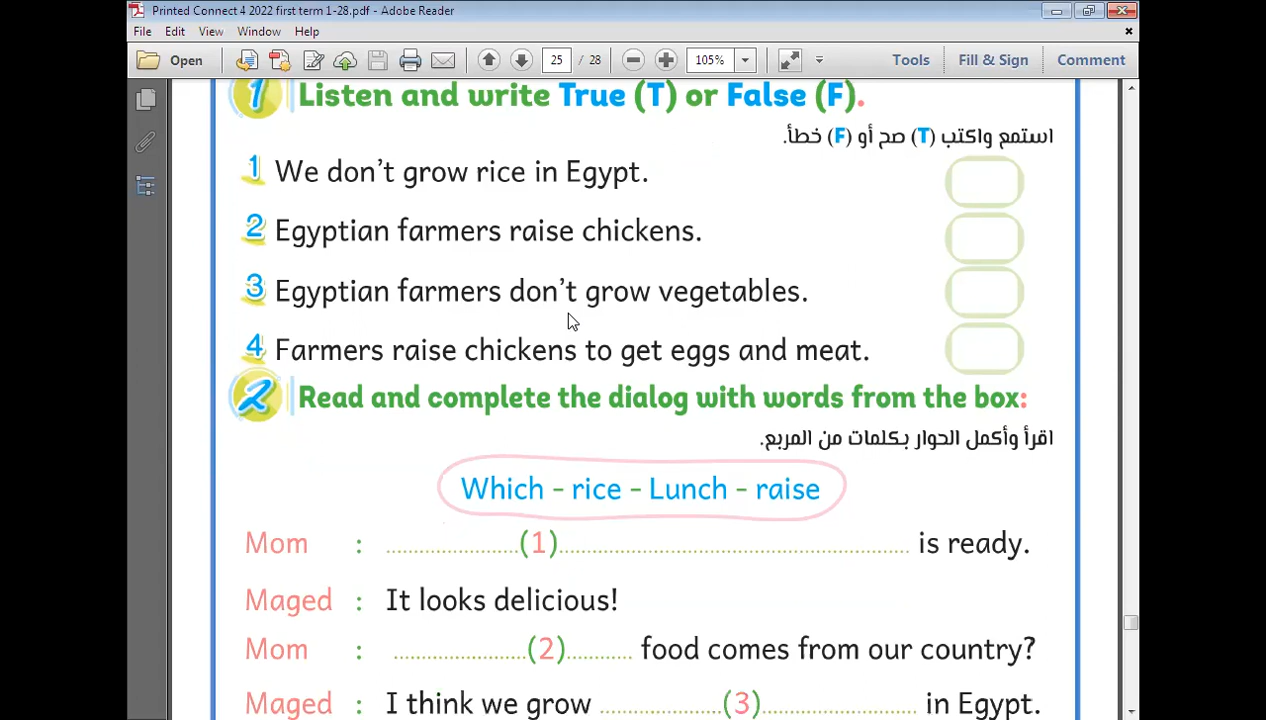 Printed Connect 4 2022 first term 1-28.pdf - Adobe Reader
File Edit View Window Help
Open 25 / 28 105% Tools Fill & Sign Comment
1 Listen and write True (T) or False (F).
استمع واكتب (T) صح أو (F) خطأ.
1 We don't grow rice in Egypt.
2 Egyptian farmers raise chickens.
3 Egyptian farmers don't grow vegetables.
4 Farmers raise chickens to get eggs and meat.
2 Read and complete the dialog with words from the box:
اقرأ وأكمل الحوار بكلمات من المربع.
Which - rice - Lunch - raise
Mom : ......................(1)............................................................ is ready.
Maged : It looks delicious!
Mom : .......................(2)........... food comes from our country?
Maged : I think we grow ....................(3).......................... in Egypt.